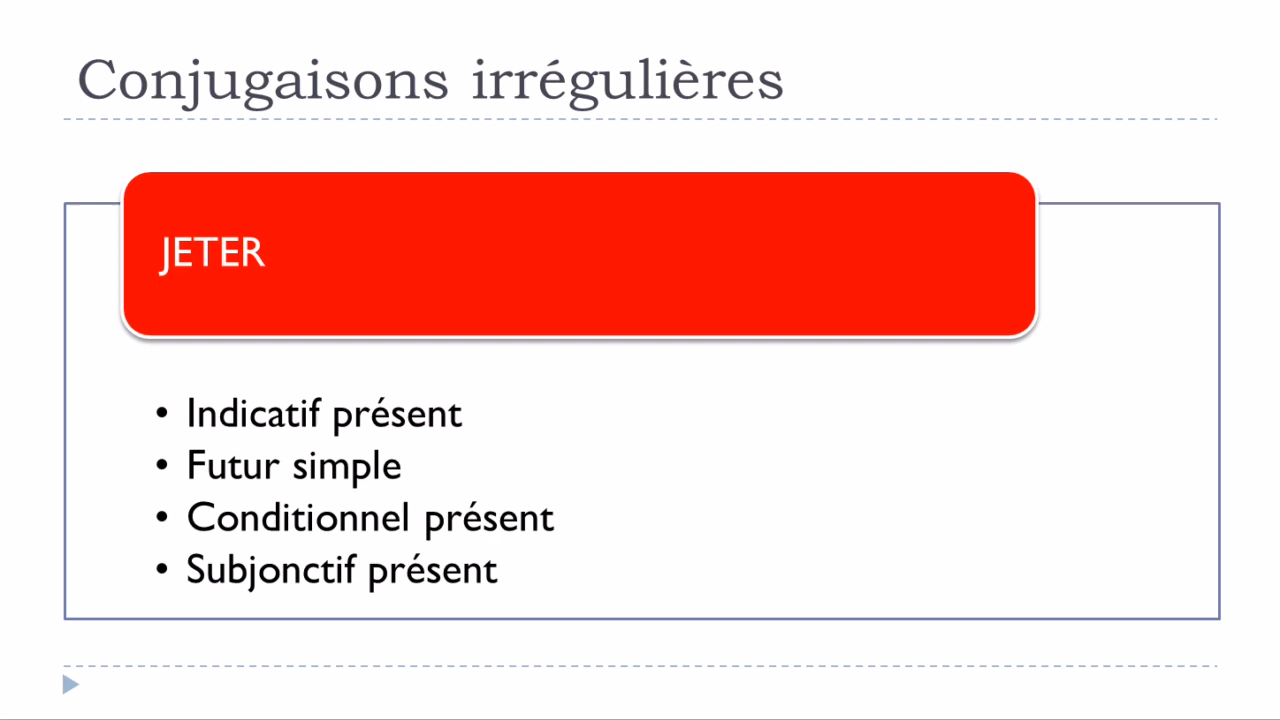 Conjugaisons irrégulières
JETER
• Indicatif présent
• Futur simple
• Conditionnel présent
• Subjonctif présent